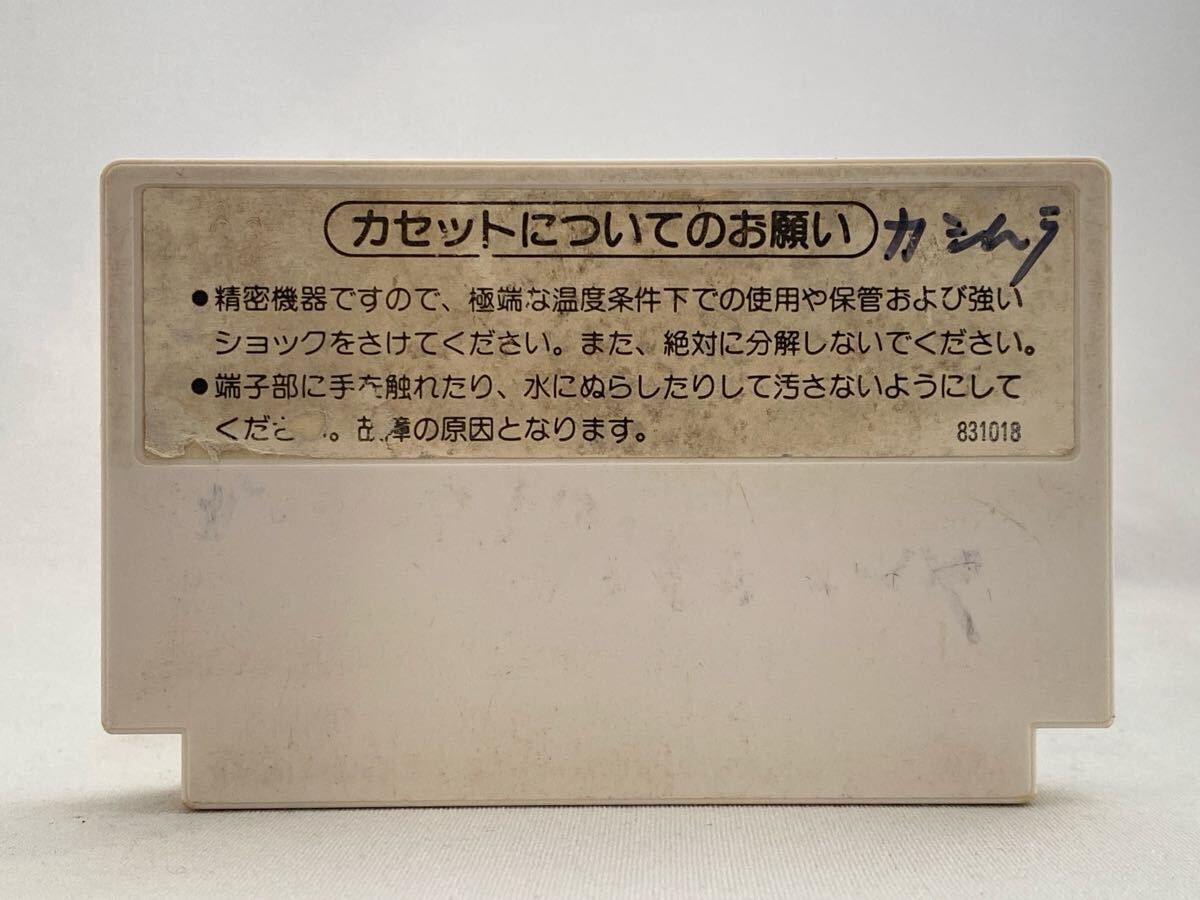 カセットについてのお願い
●精密機器ですので、極端な温度条件下での使用や保管および強い
ショックをさけてください。また、絶対に分解しないでください。
●端子部に手を触れたり、水にぬらしたりして汚さないようにして
くださ。故障の原因となります。
831018